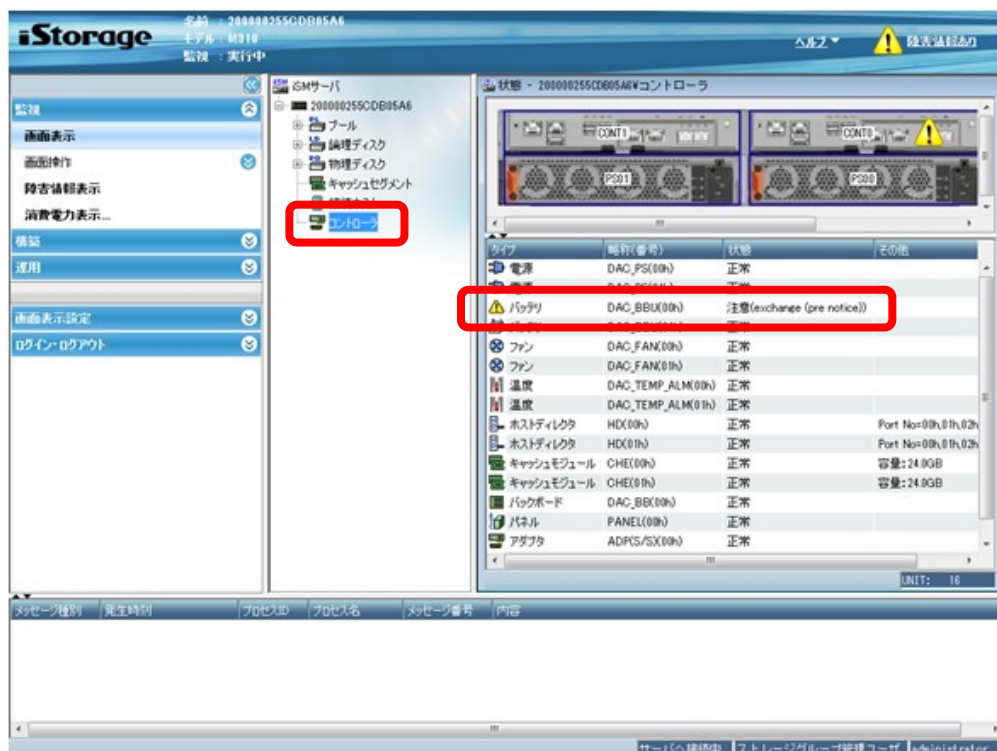 iStorage
名前 : 200000255CDB05A6
モデル : M310
監視 : 実行中
ヘルプ
障害情報あり
監視
画面表示
画面操作
障害情報表示
消費電力表示...
構築
運用
画面表示設定
ログイン・ログアウト
iSMサーバ
200000255CDB05A6
プール
論理ディスク
物理ディスク
キャッシュセグメント
コントローラ
状態 - 200000255CDB05A6¥コントローラ
CONT1
CONT0
PS01
PS00
タイプ 略称(番号) 状態 その他
電源 DAC_PS(00h) 正常
バッテリ DAC_BBU(00h) 注意(exchange (pre notice))
ファン DAC_FAN(00h) 正常
ファン DAC_FAN(01h) 正常
温度 DAC_TEMP_ALM(00h) 正常
温度 DAC_TEMP_ALM(01h) 正常
ホストディレクタ HD(00h) 正常 Port No=00h,01h,02h
ホストディレクタ HD(01h) 正常 Port No=00h,01h,02h
キャッシュモジュール CHE(00h) 正常 容量:24.0GB
キャッシュモジュール CHE(01h) 正常 容量:24.0GB
バックボード DAC_BB(00h) 正常
パネル PANEL(00h) 正常
アダプタ ADP(S/S)(00h) 正常
UNIT: 16
メッセージ種別 発生時刻 プロセスID プロセス名 メッセージ番号 内容
サーバへ接続中 ストレージグループ管理ユーザ administrator